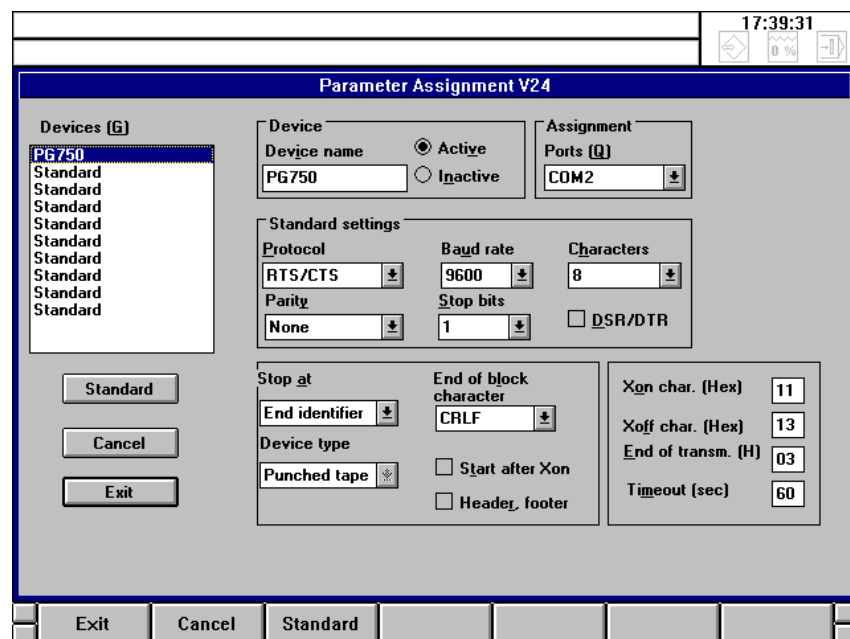 17:39:31
0 %
Parameter Assignment V24
Devices (G)
PG750
Standard
Standard
Standard
Standard
Standard
Standard
Standard
Standard
Standard
Standard
Cancel
Exit
Device
Device name
PG750
Active
Inactive
Assignment
Ports (Q)
COM2
Standard settings
Protocol
Baud rate
Characters
RTS/CTS
9600
8
Parity
Stop bits
None
1
DSR/DTR
Stop at
End of block
character
End identifier
CRLF
Device type
Punched tape
Start after Xon
Header, footer
Xon char. (Hex)
11
Xoff char. (Hex)
13
End of transm. (H)
03
Timeout (sec)
60
Exit
Cancel
Standard